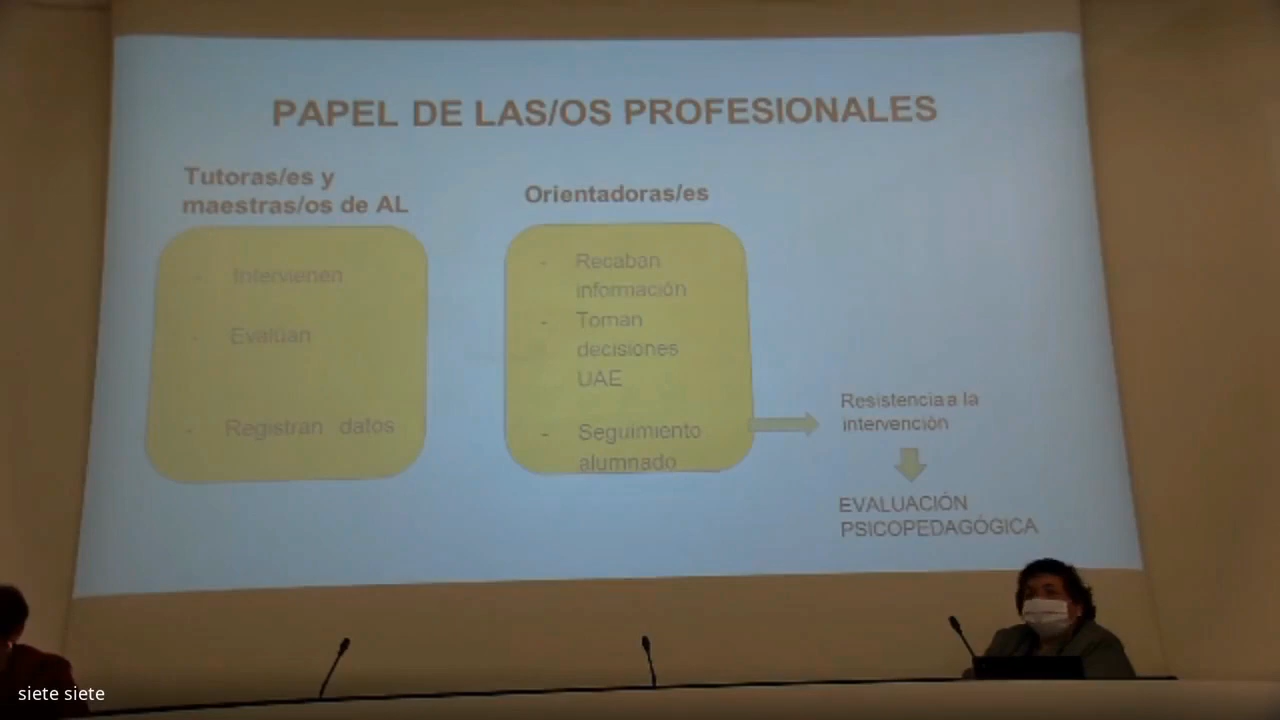 PAPEL DE LAS/OS PROFESIONALES
Tutoras/es y
maestras/os de AL
- Intervienen
- Evalúan
- Registran datos
Orientadoras/es
- Recaban
información
- Toman
decisiones
UAE
- Seguimiento
alumnado
Resistencia a la
intervención
EVALUACIÓN
PSICOPEDAGÓGICA
siete siete